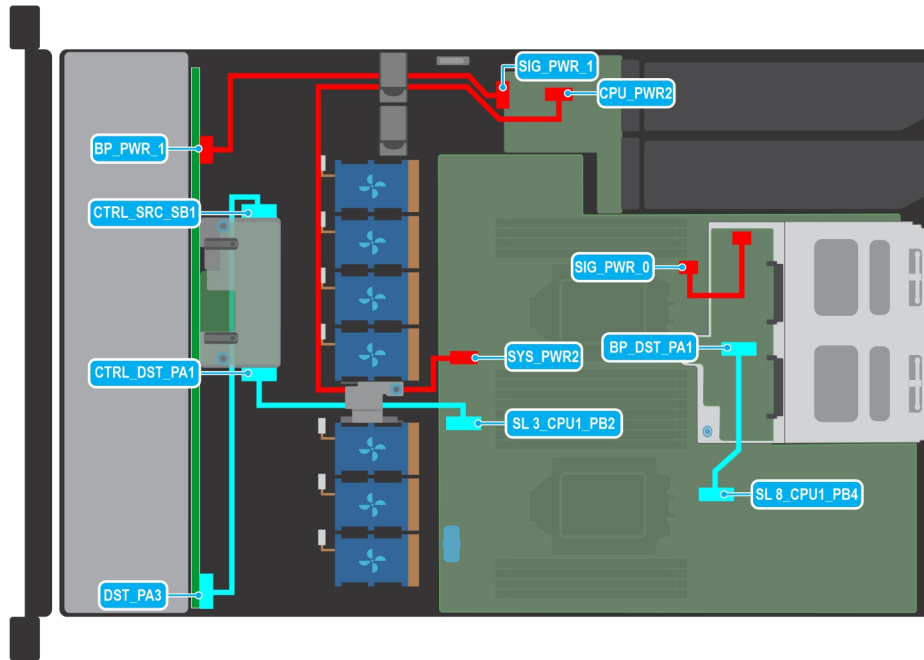 SIG_PWR_1
CPU_PWR2
BP_PWR_1
CTRL_SRC_SB1
SIG_PWR_0
BP_DST_PA1
SYS_PWR2
CTRL_DST_PA1
SL 3_CPU1_PB2
SL 8_CPU1_PB4
DST_PA3